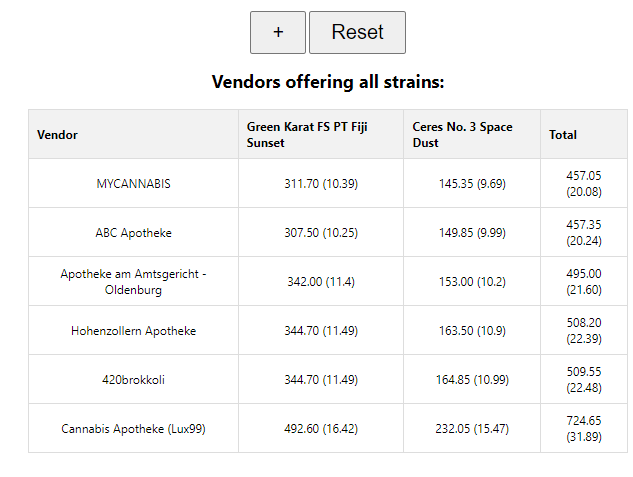 + Reset
Vendors offering all strains:
Vendor Green Karat FS PT Fiji Sunset Ceres No. 3 Space Dust Total
MYCANNABIS 311.70 (10.39) 145.35 (9.69) 457.05 (20.08)
ABC Apotheke 307.50 (10.25) 149.85 (9.99) 457.35 (20.24)
Apotheke am Amtsgericht - Oldenburg 342.00 (11.4) 153.00 (10.2) 495.00 (21.60)
Hohenzollern Apotheke 344.70 (11.49) 163.50 (10.9) 508.20 (22.39)
420brokkoli 344.70 (11.49) 164.85 (10.99) 509.55 (22.48)
Cannabis Apotheke (Lux99) 492.60 (16.42) 232.05 (15.47) 724.65 (31.89)